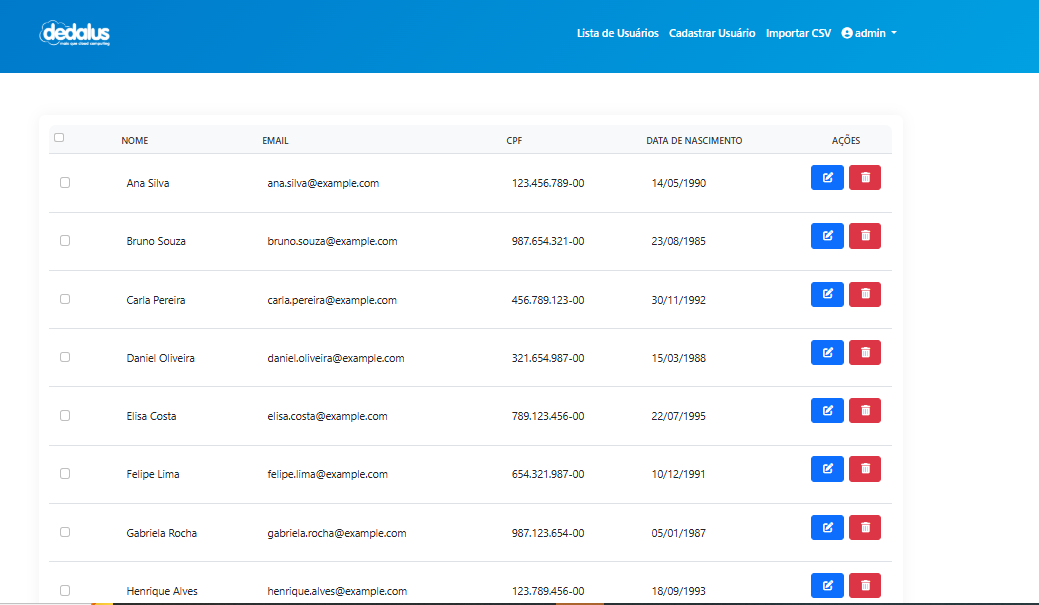 dedalus
mais que cloud computing
Lista de Usuários Cadastrar Usuário Importar CSV admin
NOME EMAIL CPF DATA DE NASCIMENTO AÇÕES
Ana Silva ana.silva@example.com 123.456.789-00 14/05/1990
Bruno Souza bruno.souza@example.com 987.654.321-00 23/08/1985
Carla Pereira carla.pereira@example.com 456.789.123-00 30/11/1992
Daniel Oliveira daniel.oliveira@example.com 321.654.987-00 15/03/1988
Elisa Costa elisa.costa@example.com 789.123.456-00 22/07/1995
Felipe Lima felipe.lima@example.com 654.321.987-00 10/12/1991
Gabriela Rocha gabriela.rocha@example.com 987.123.654-00 05/01/1987
Henrique Alves henrique.alves@example.com 123.789.456-00 18/09/1993